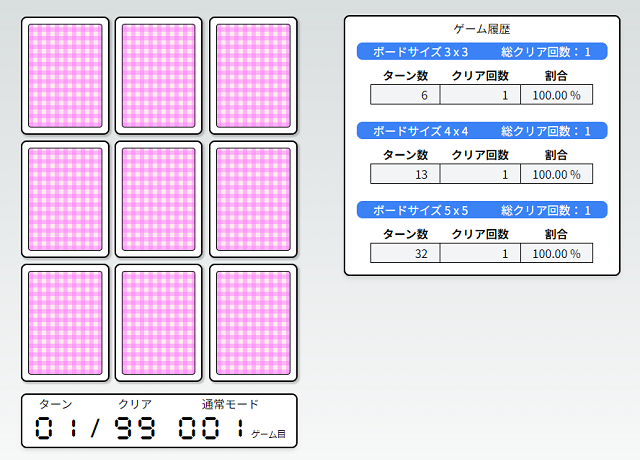 ゲーム履歴
ボードサイズ 3 x 3 総クリア回数： 1
ターン数 クリア回数 割合
6 1 100.00 %
ボードサイズ 4 x 4 総クリア回数： 1
ターン数 クリア回数 割合
13 1 100.00 %
ボードサイズ 5 x 5 総クリア回数： 1
ターン数 クリア回数 割合
32 1 100.00 %
ターン クリア 通常モード
01 / 99 001 ゲーム目